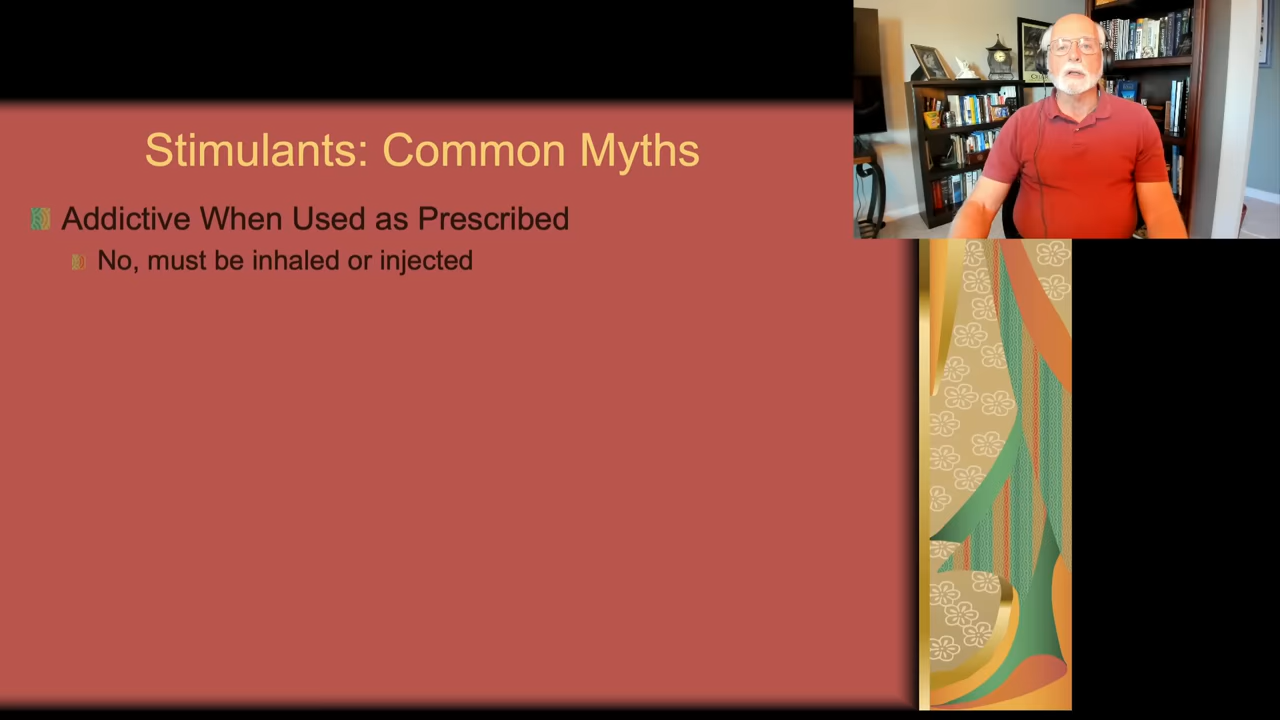 Stimulants: Common Myths
Addictive When Used as Prescribed
No, must be inhaled or injected